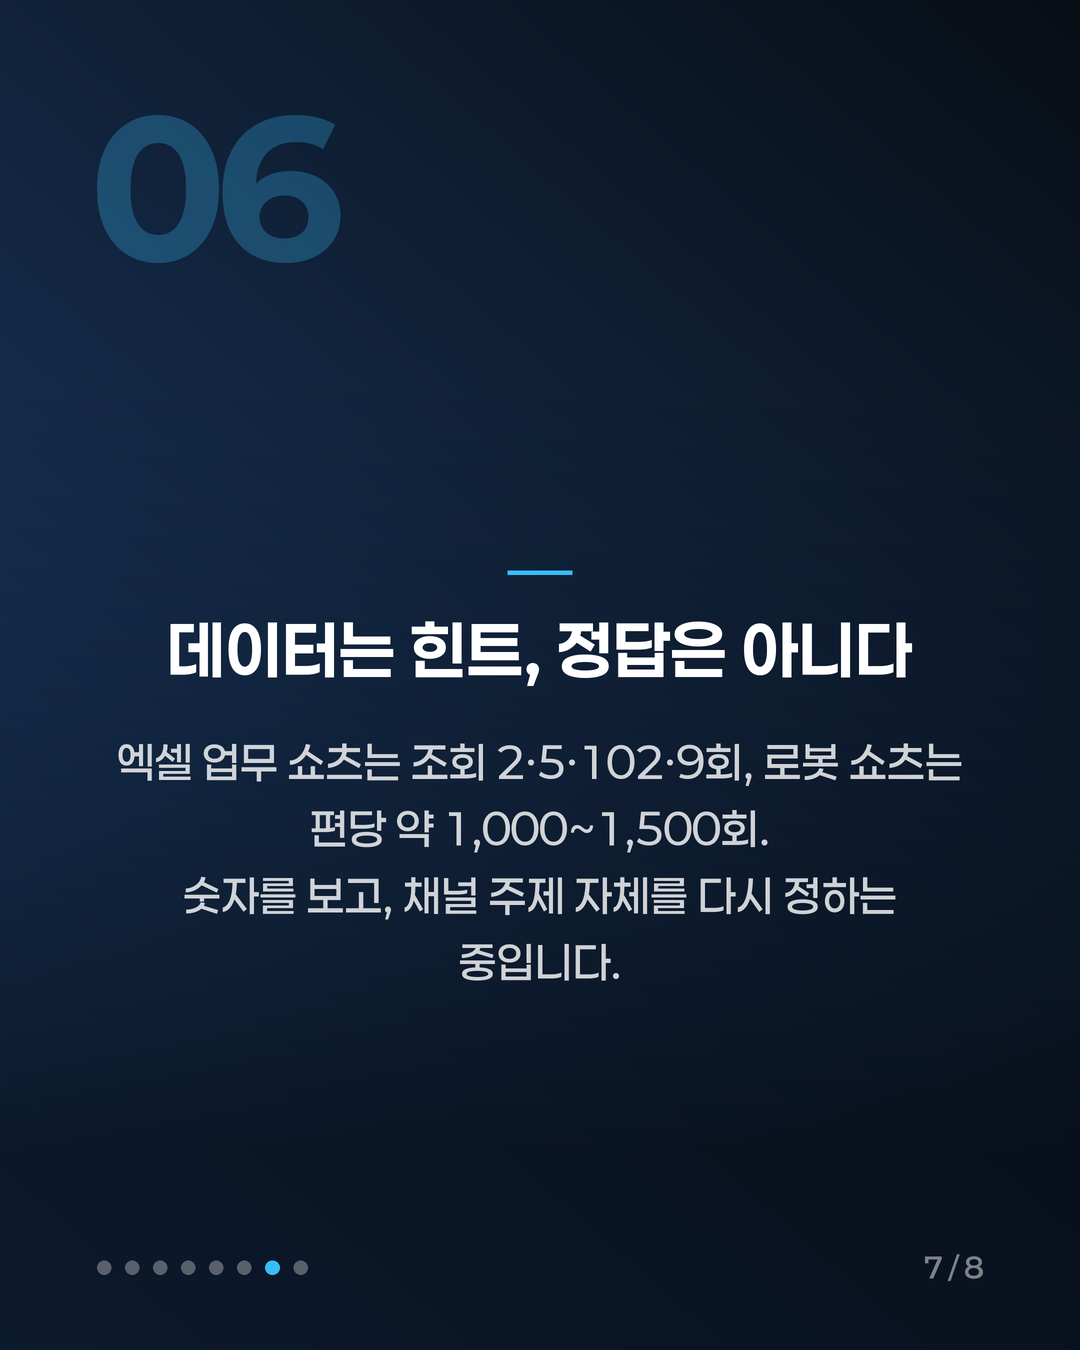 06
데이터는 힌트, 정답은 아니다
엑셀 업무 쇼츠는 조회 2·5·102·9회, 로봇 쇼츠는
편당 약 1,000~1,500회.
숫자를 보고, 채널 주제 자체를 다시 정하는
중입니다.
7/8